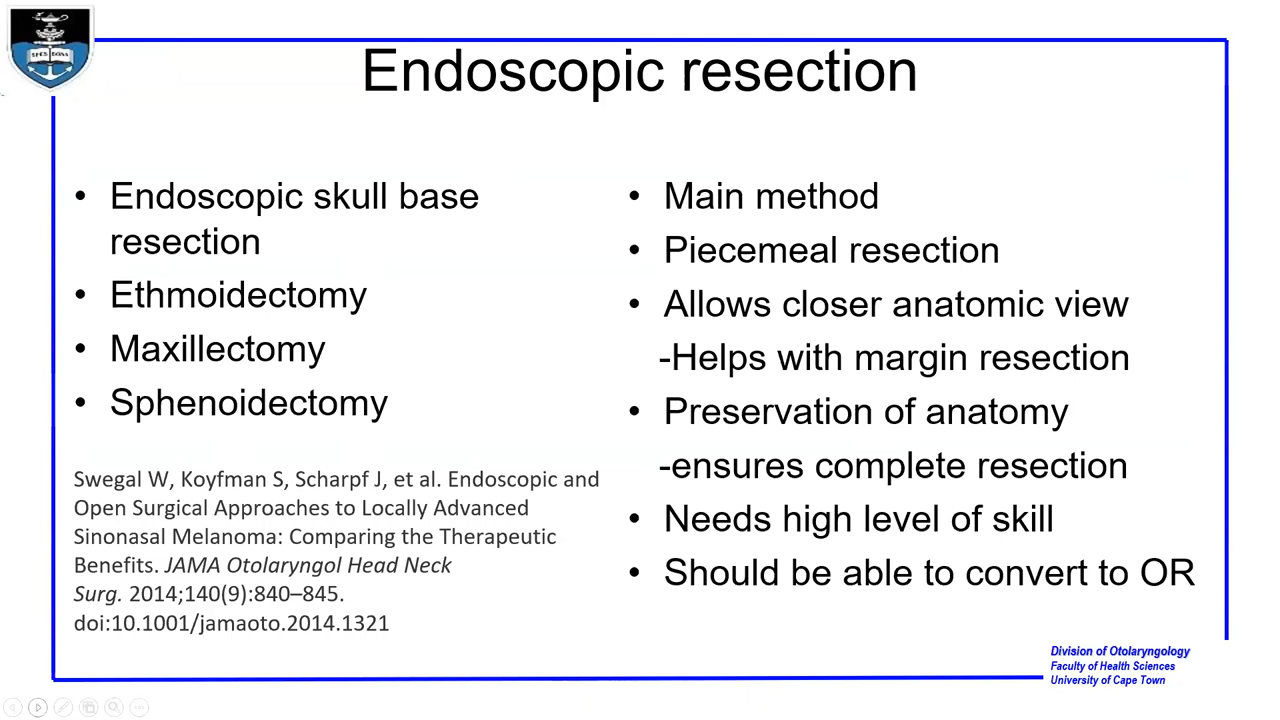 SPES BONA
Endoscopic resection
• Endoscopic skull base
resection
• Ethmoidectomy
• Maxillectomy
• Sphenoidectomy
Swegal W, Koyfman S, Scharpf J, et al. Endoscopic and
Open Surgical Approaches to Locally Advanced
Sinonasal Melanoma: Comparing the Therapeutic
Benefits. JAMA Otolaryngol Head Neck
Surg. 2014;140(9):840–845.
doi:10.1001/jamaoto.2014.1321
• Main method
• Piecemeal resection
• Allows closer anatomic view
-Helps with margin resection
• Preservation of anatomy
-ensures complete resection
• Needs high level of skill
• Should be able to convert to OR
Division of Otolaryngology
Faculty of Health Sciences
University of Cape Town